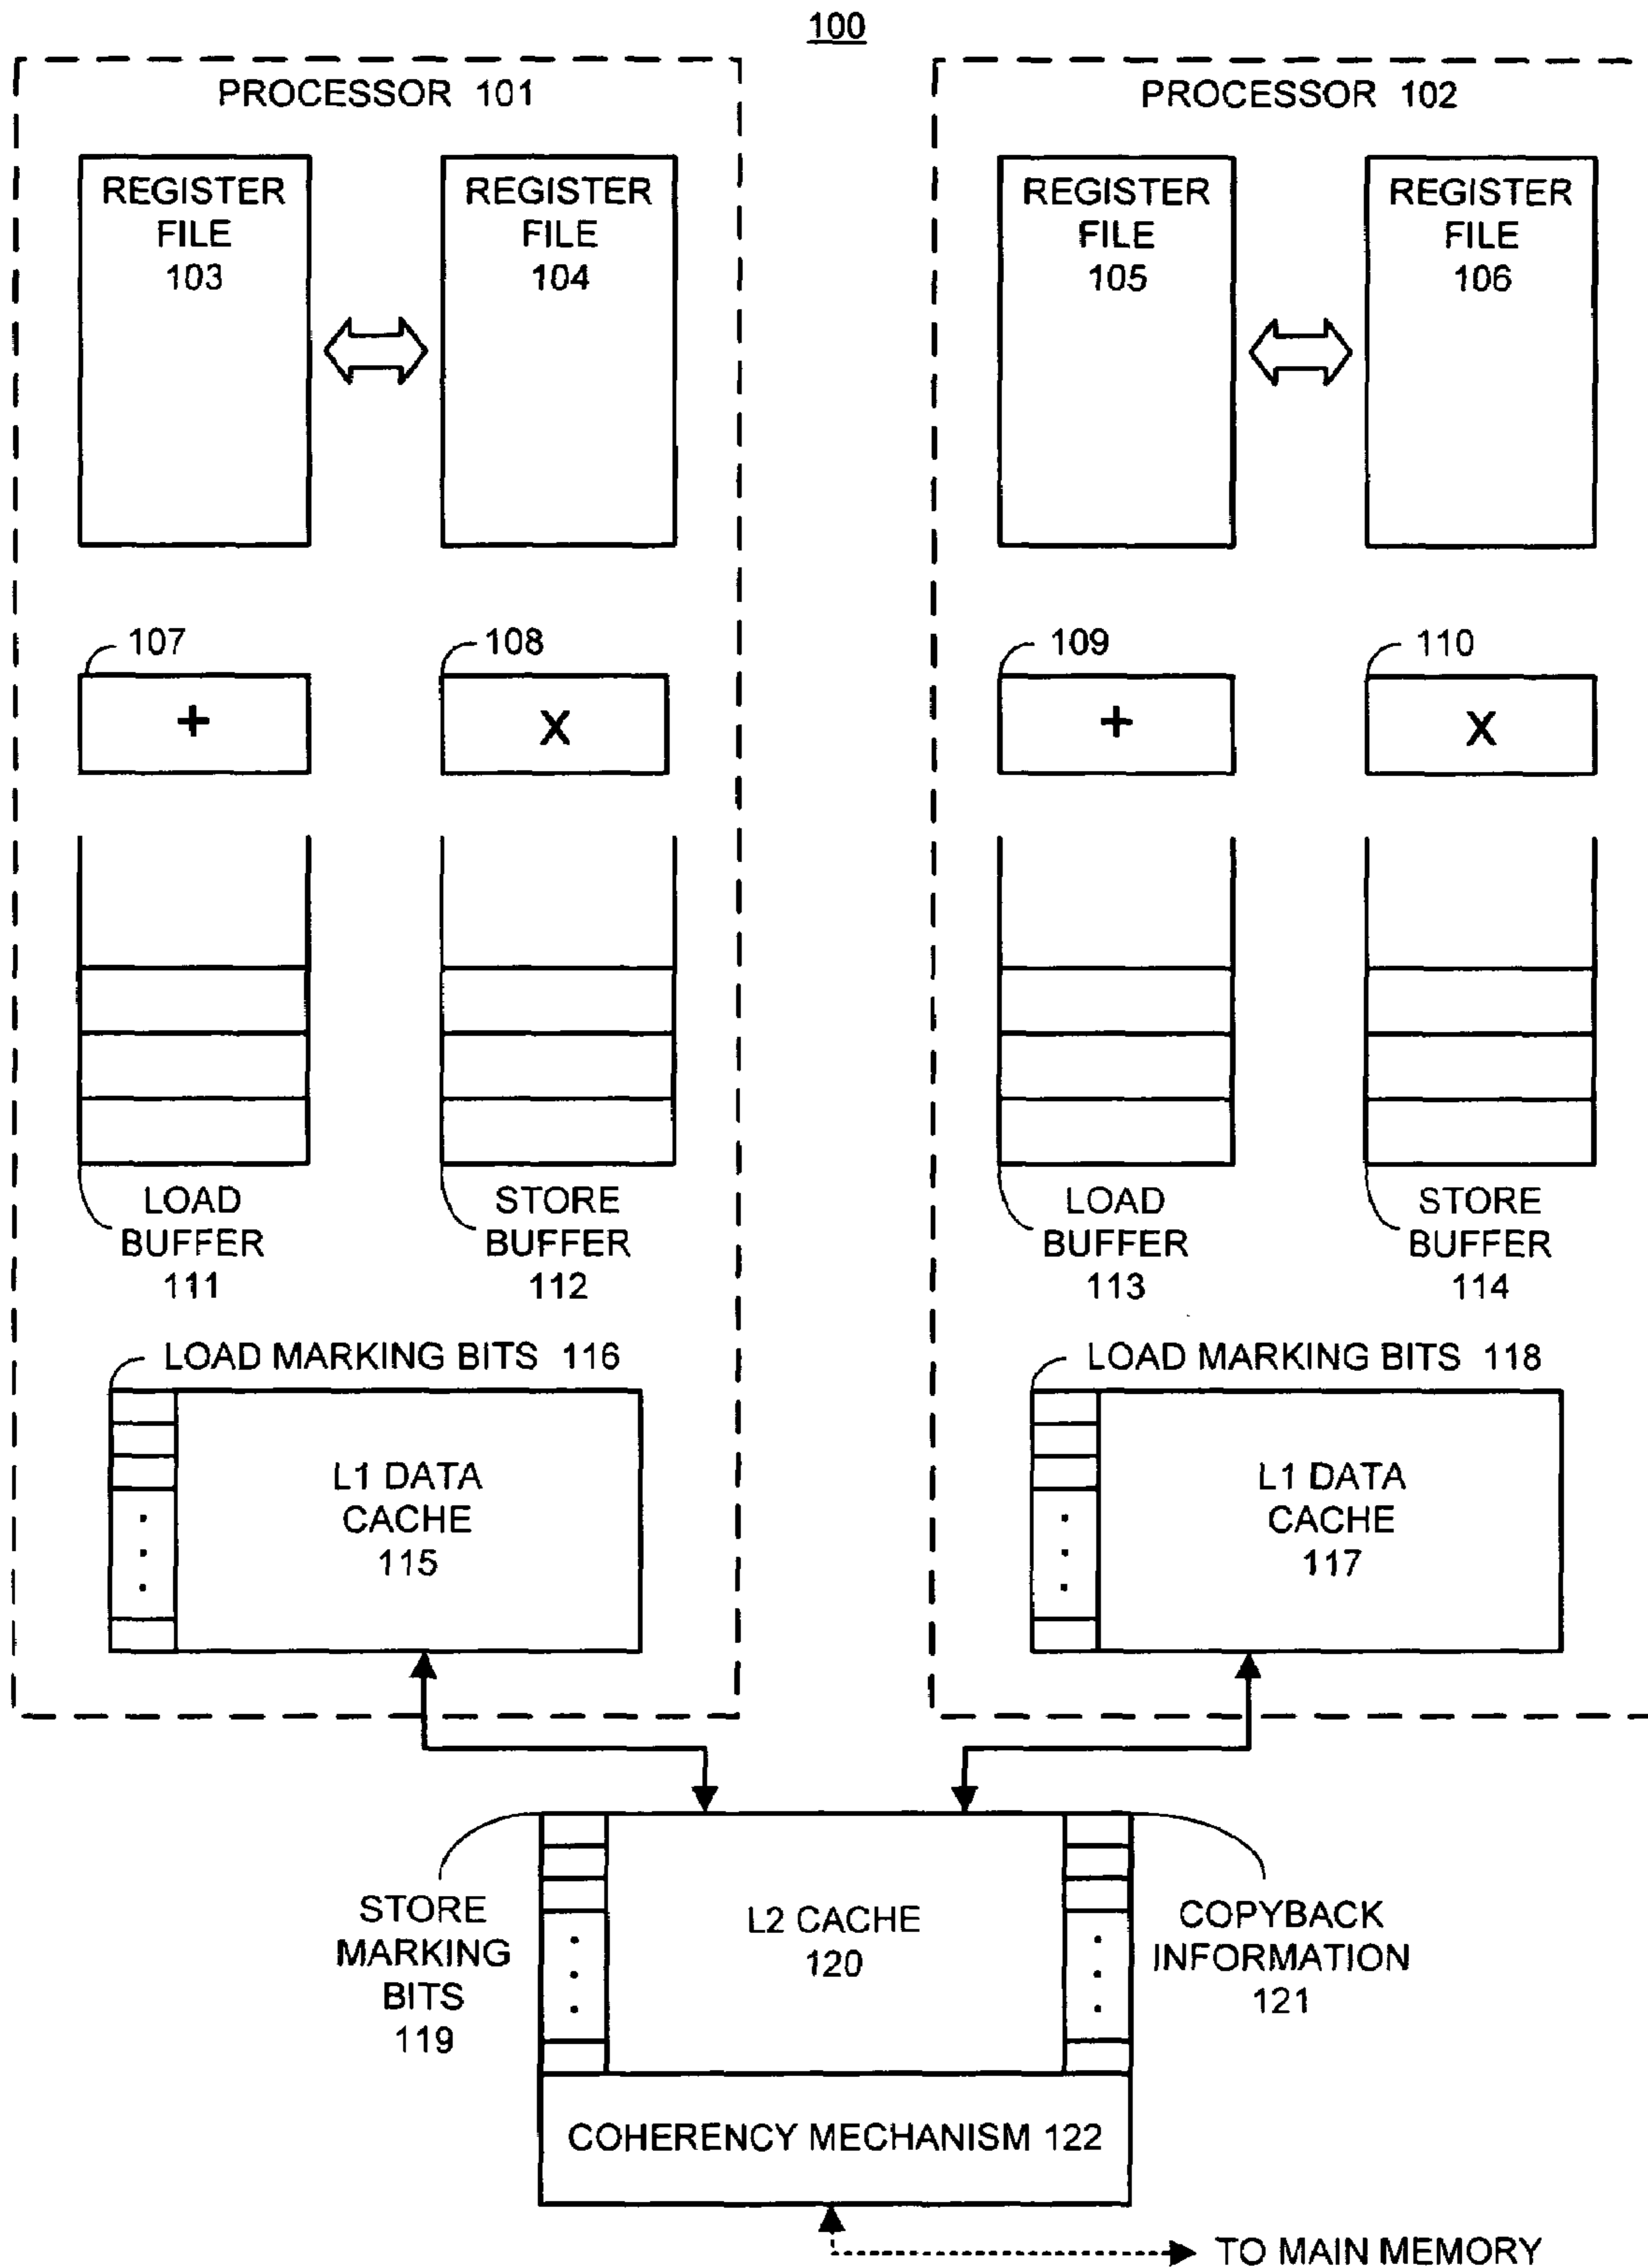 100
PROCESSOR 101
REGISTER
FILE
103
REGISTER
FILE
104
107
+
108
X
LOAD
BUFFER
111
STORE
BUFFER
112
LOAD MARKING BITS 116
L1 DATA
CACHE
115
PROCESSOR 102
REGISTER
FILE
105
REGISTER
FILE
106
109
+
110
X
LOAD
BUFFER
113
STORE
BUFFER
114
LOAD MARKING BITS 118
L1 DATA
CACHE
117
STORE
MARKING
BITS
119
L2 CACHE
120
COPYBACK
INFORMATION
121
COHERENCY MECHANISM 122
TO MAIN MEMORY